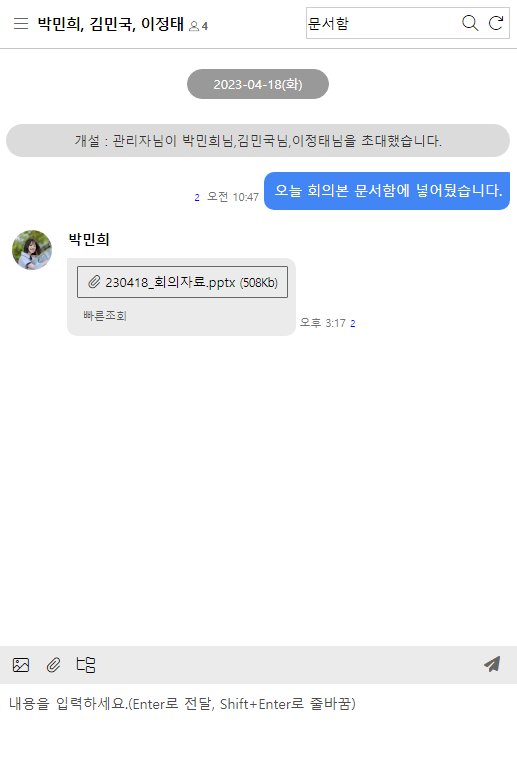 박민희, 김민국, 이정태 4
문서함
2023-04-18(화)
개설 : 관리자님이 박민희님,김민국님,이정태님을 초대했습니다.
2 오전 10:47 오늘 회의본 문서함에 넣어뒀습니다.
박민희
230418_회의자료.pptx (508Kb)
빠른조회
오후 3:17 2
내용을 입력하세요.(Enter로 전달, Shift+Enter로 줄바꿈)